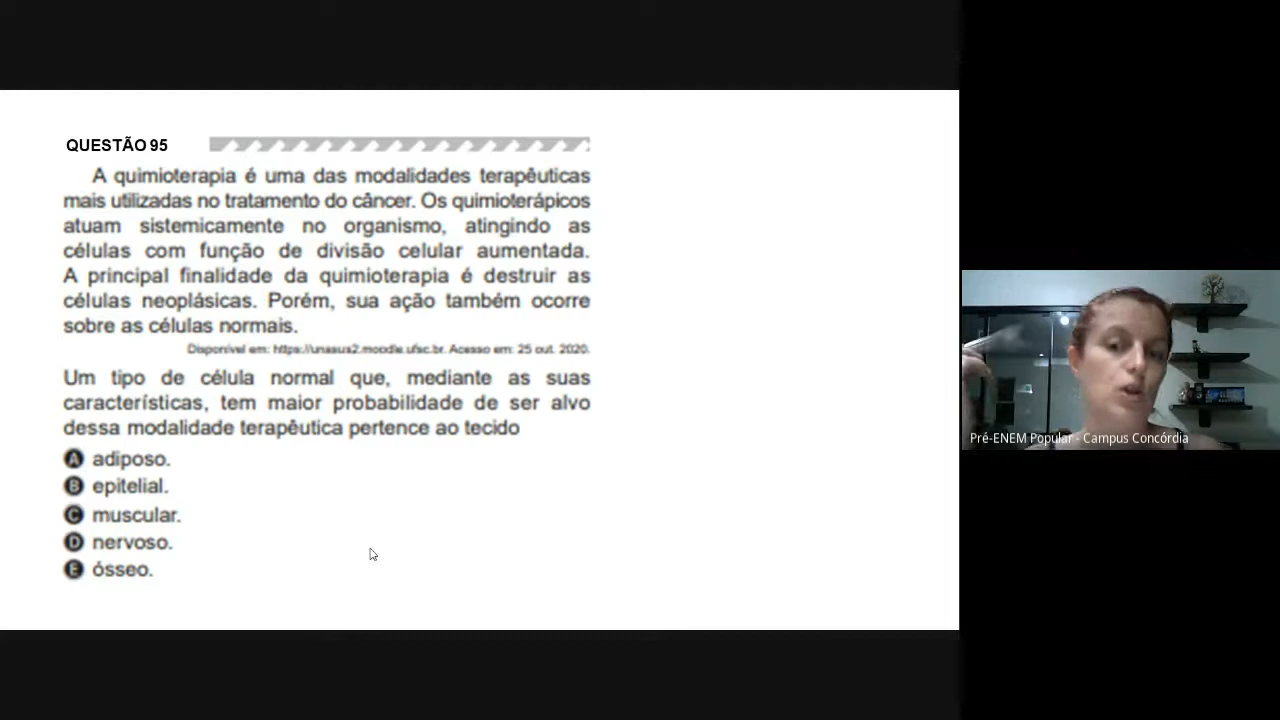 QUESTÃO 95
A quimioterapia é uma das modalidades terapêuticas
mais utilizadas no tratamento do câncer. Os quimioterápicos
atuam sistemicamente no organismo, atingindo as
células com função de divisão celular aumentada.
A principal finalidade da quimioterapia é destruir as
células neoplásicas. Porém, sua ação também ocorre
sobre as células normais.
Disponível em: https://unasus2.moodle.ufsc.br. Acesso em: 25 out. 2020.
Um tipo de célula normal que, mediante as suas
características, tem maior probabilidade de ser alvo
dessa modalidade terapêutica pertence ao tecido
A adiposo.
B epitelial.
C muscular.
D nervoso.
E ósseo.
Pré-ENEM Popular - Campus Concórdia